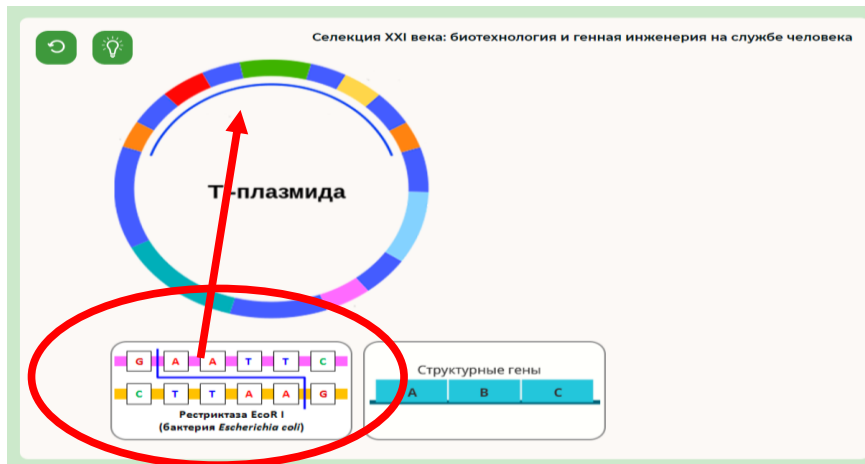 Селекция XXI века: биотехнология и генная инженерия на службе человека
T -плазмида
G A A T T C
C T T A A G
Рестриктаза EcoR I
(бактерия Escherichia coli)
Структурные гены
A B C